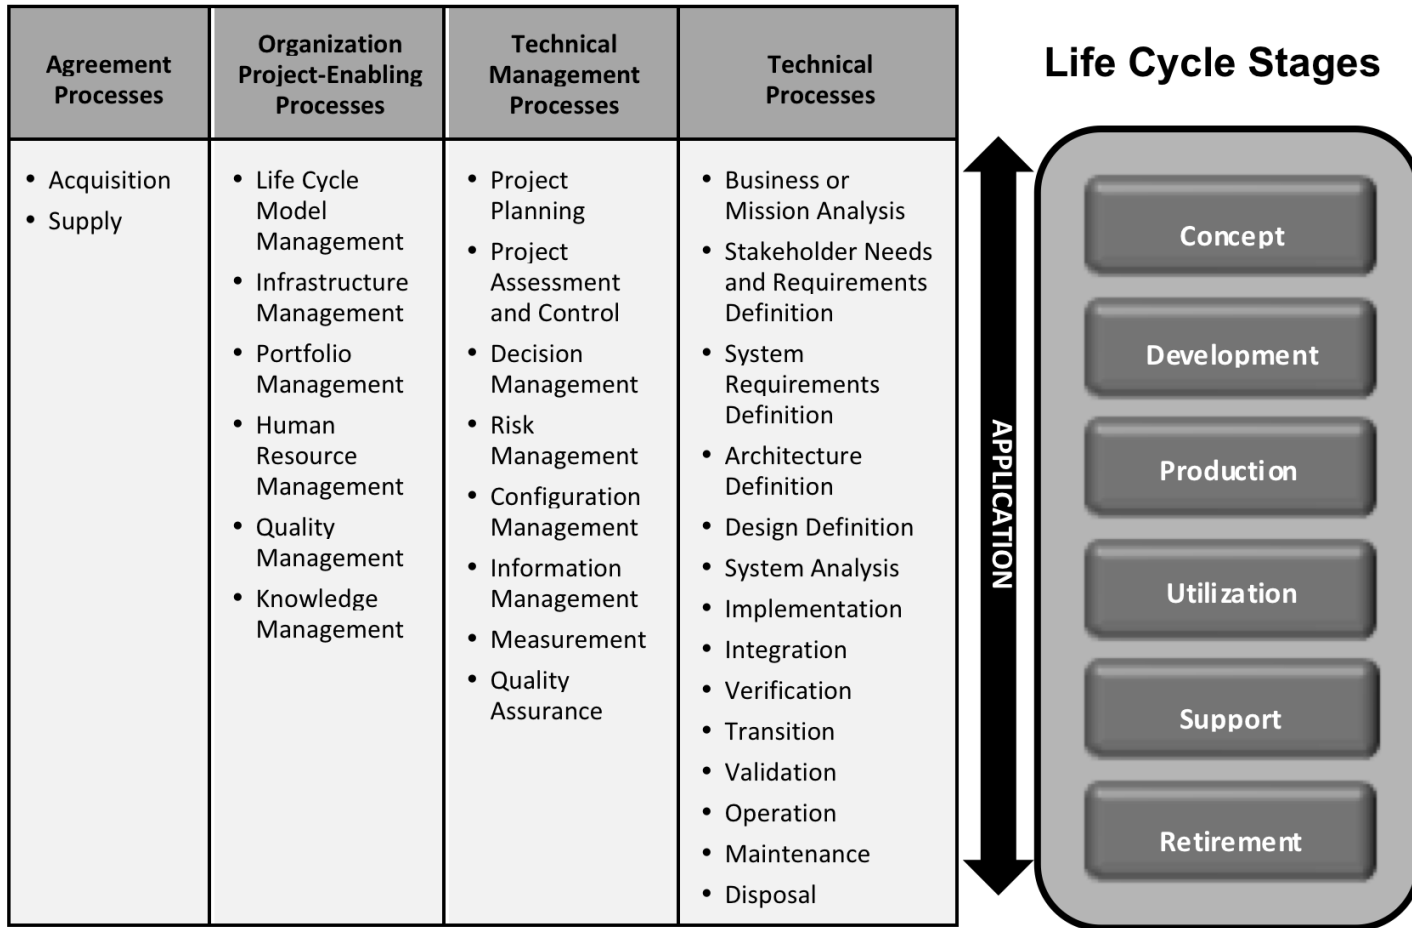 Agreement
Processes
Organization
Project-Enabling
Processes
Technical
Management
Processes
Technical
Processes
• Acquisition
• Supply
• Life Cycle
Model
Management
• Infrastructure
Management
• Portfolio
Management
• Human
Resource
Management
• Quality
Management
• Knowledge
Management
• Project
Planning
• Project
Assessment
and Control
• Decision
Management
• Risk
Management
• Configuration
Management
• Information
Management
• Measurement
• Quality
Assurance
• Business or
Mission Analysis
• Stakeholder Needs
and Requirements
Definition
• System
Requirements
Definition
• Architecture
Definition
• Design Definition
• System Analysis
• Implementation
• Integration
• Verification
• Transition
• Validation
• Operation
• Maintenance
• Disposal
APPLICATION
Life Cycle Stages
Concept
Development
Production
Utilization
Support
Retirement